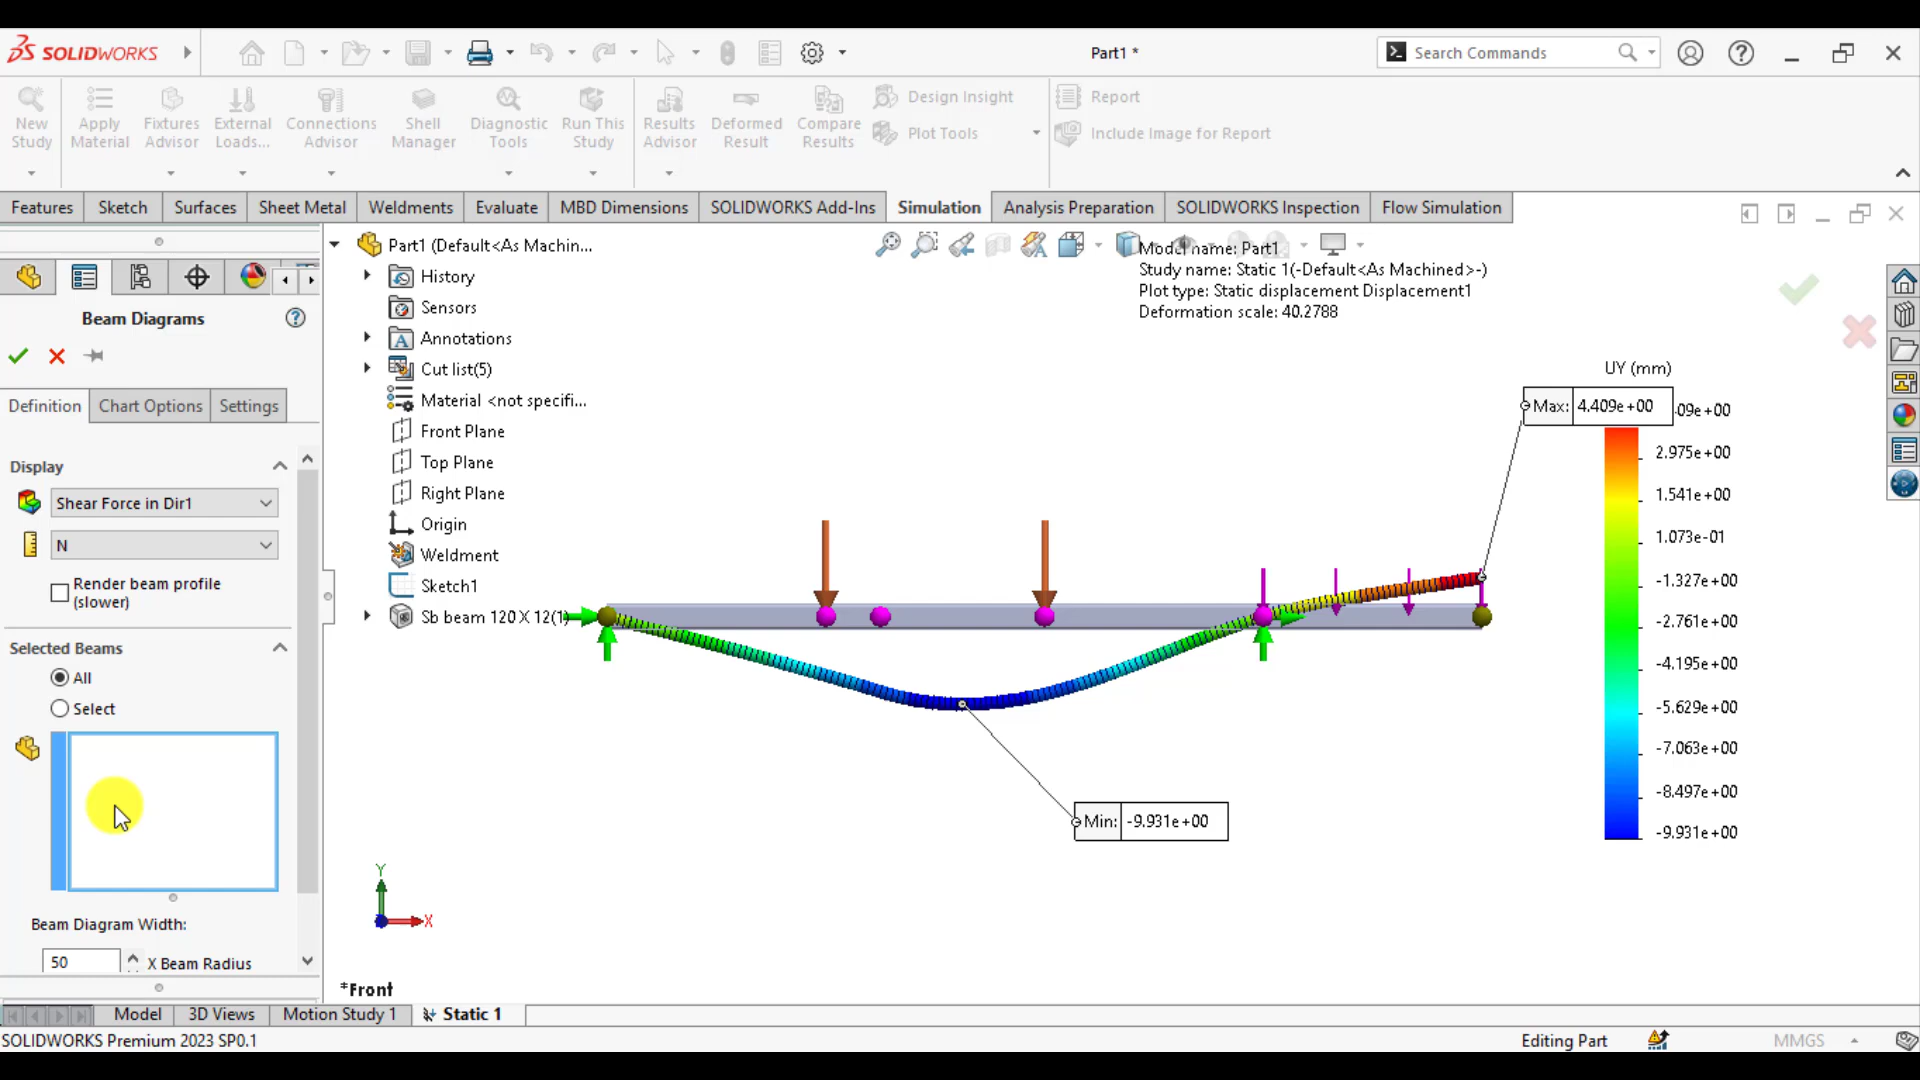 SOLIDWORKS
Part1 *
Search Commands
New Study
Apply Material
Fixtures Advisor
External Loads...
Connections Advisor
Shell Manager
Diagnostic Tools
Run This Study
Results Advisor
Deformed Result
Compare Results
Design Insight
Plot Tools
Report
Include Image for Report
Features
Sketch
Surfaces
Sheet Metal
Weldments
Evaluate
MBD Dimensions
SOLIDWORKS Add-Ins
Simulation
Analysis Preparation
SOLIDWORKS Inspection
Flow Simulation
Beam Diagrams
Definition
Chart Options
Settings
Display
Shear Force in Dir1
N
Render beam profile
(slower)
Selected Beams
All
Select
Beam Diagram Width:
50
X Beam Radius
Part1 (Default<As Machin...
History
Sensors
Annotations
Cut list(5)
Material <not specifi...
Front Plane
Top Plane
Right Plane
Origin
Weldment
Sketch1
Sb beam 120 X 12(1)
Model name: Part1
Study name: Static 1(-Default<As Machined>-)
Plot type: Static displacement Displacement1
Deformation scale: 40.2788
UY (mm)
Max: 4.409e+00
.09e+00
2.975e+00
1.541e+00
1.073e-01
-1.327e+00
-2.761e+00
-4.195e+00
-5.629e+00
-7.063e+00
-8.497e+00
-9.931e+00
Min: -9.931e+00
Y
X
*Front
Model
3D Views
Motion Study 1
Static 1
SOLIDWORKS Premium 2023 SP0.1
Editing Part
MMGS